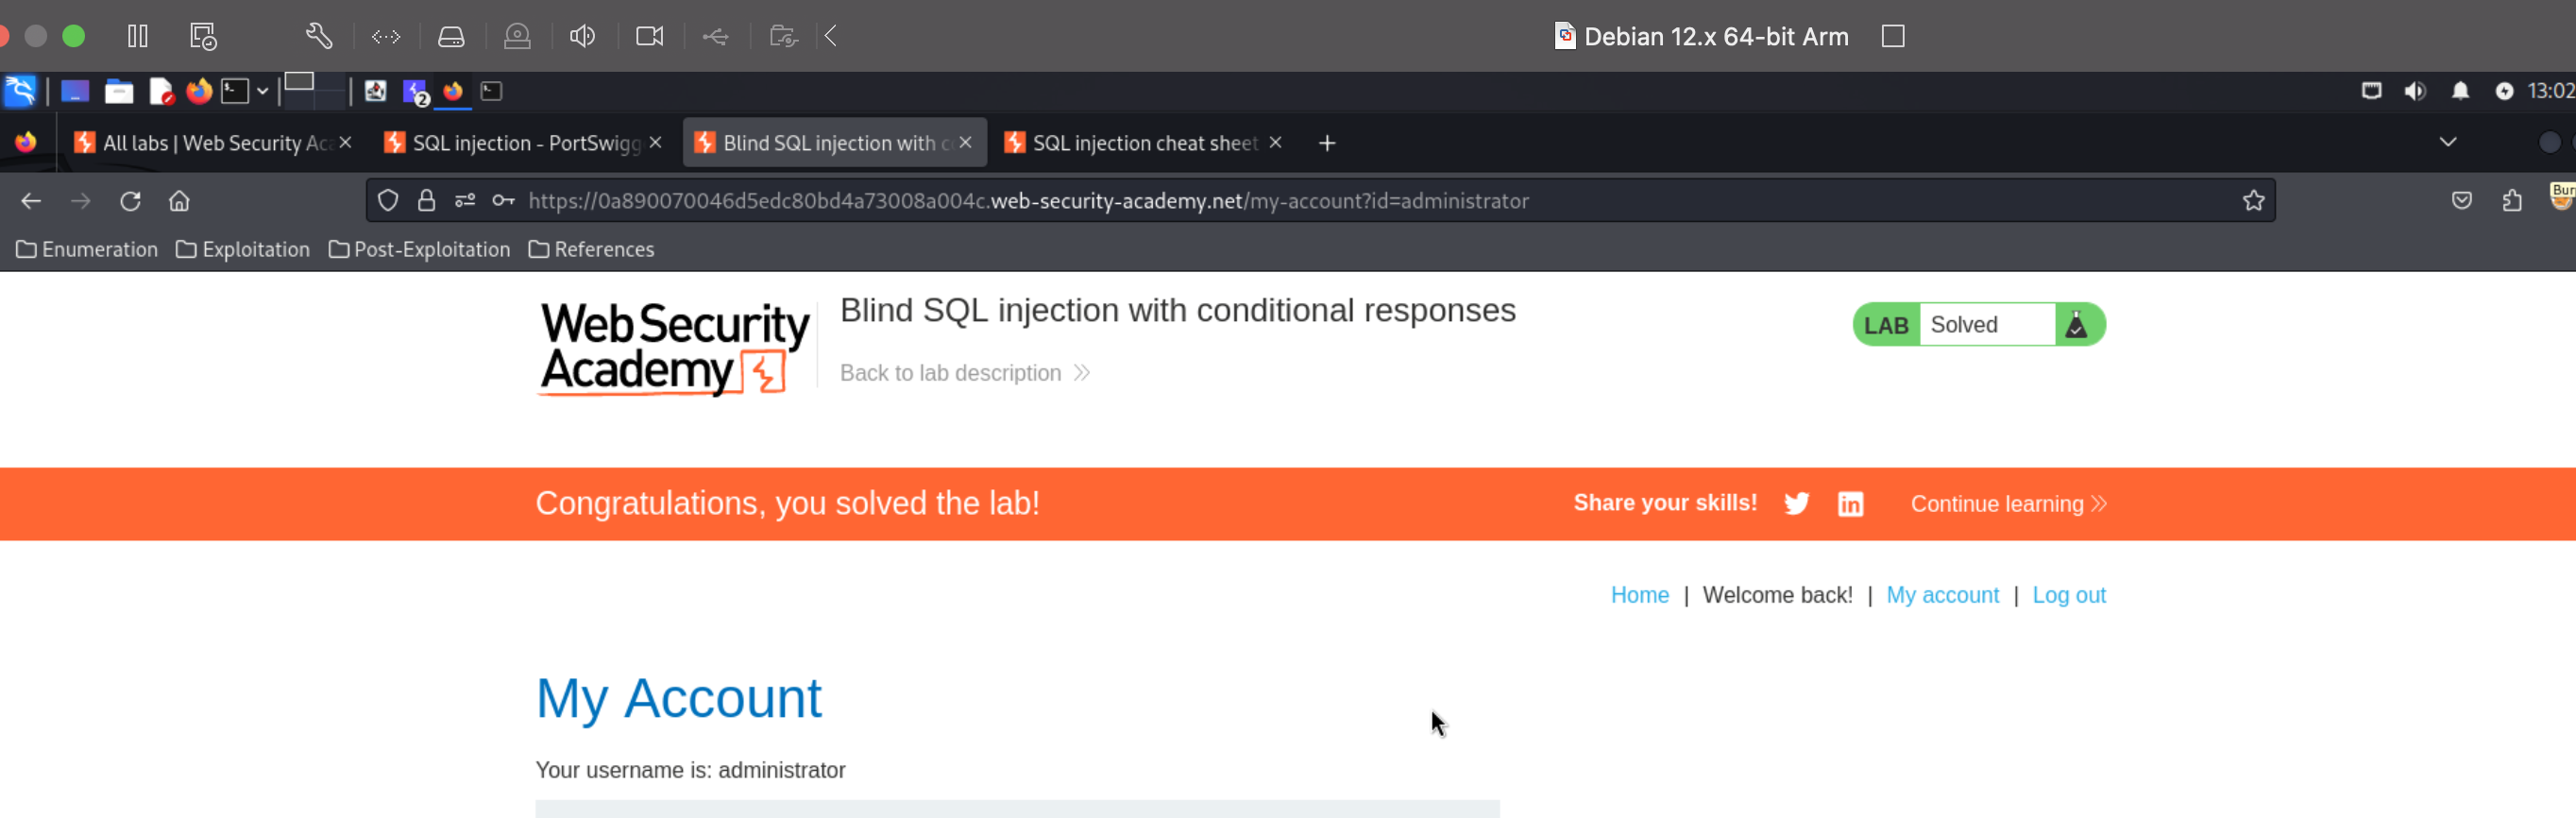 Debian 12.x 64-bit Arm
2
13:02
All labs | Web Security Aca
SQL injection - PortSwigg
Blind SQL injection with c
SQL injection cheat sheet
https://0a890070046d5edc80bd4a73008a004c.web-security-academy.net/my-account?id=administrator
Bur
Enumeration
Exploitation
Post-Exploitation
References
Web Security
Academy
Blind SQL injection with conditional responses
Back to lab description
LAB Solved
Congratulations, you solved the lab!
Share your skills!
Continue learning
Home | Welcome back! | My account | Log out
My Account
Your username is: administrator